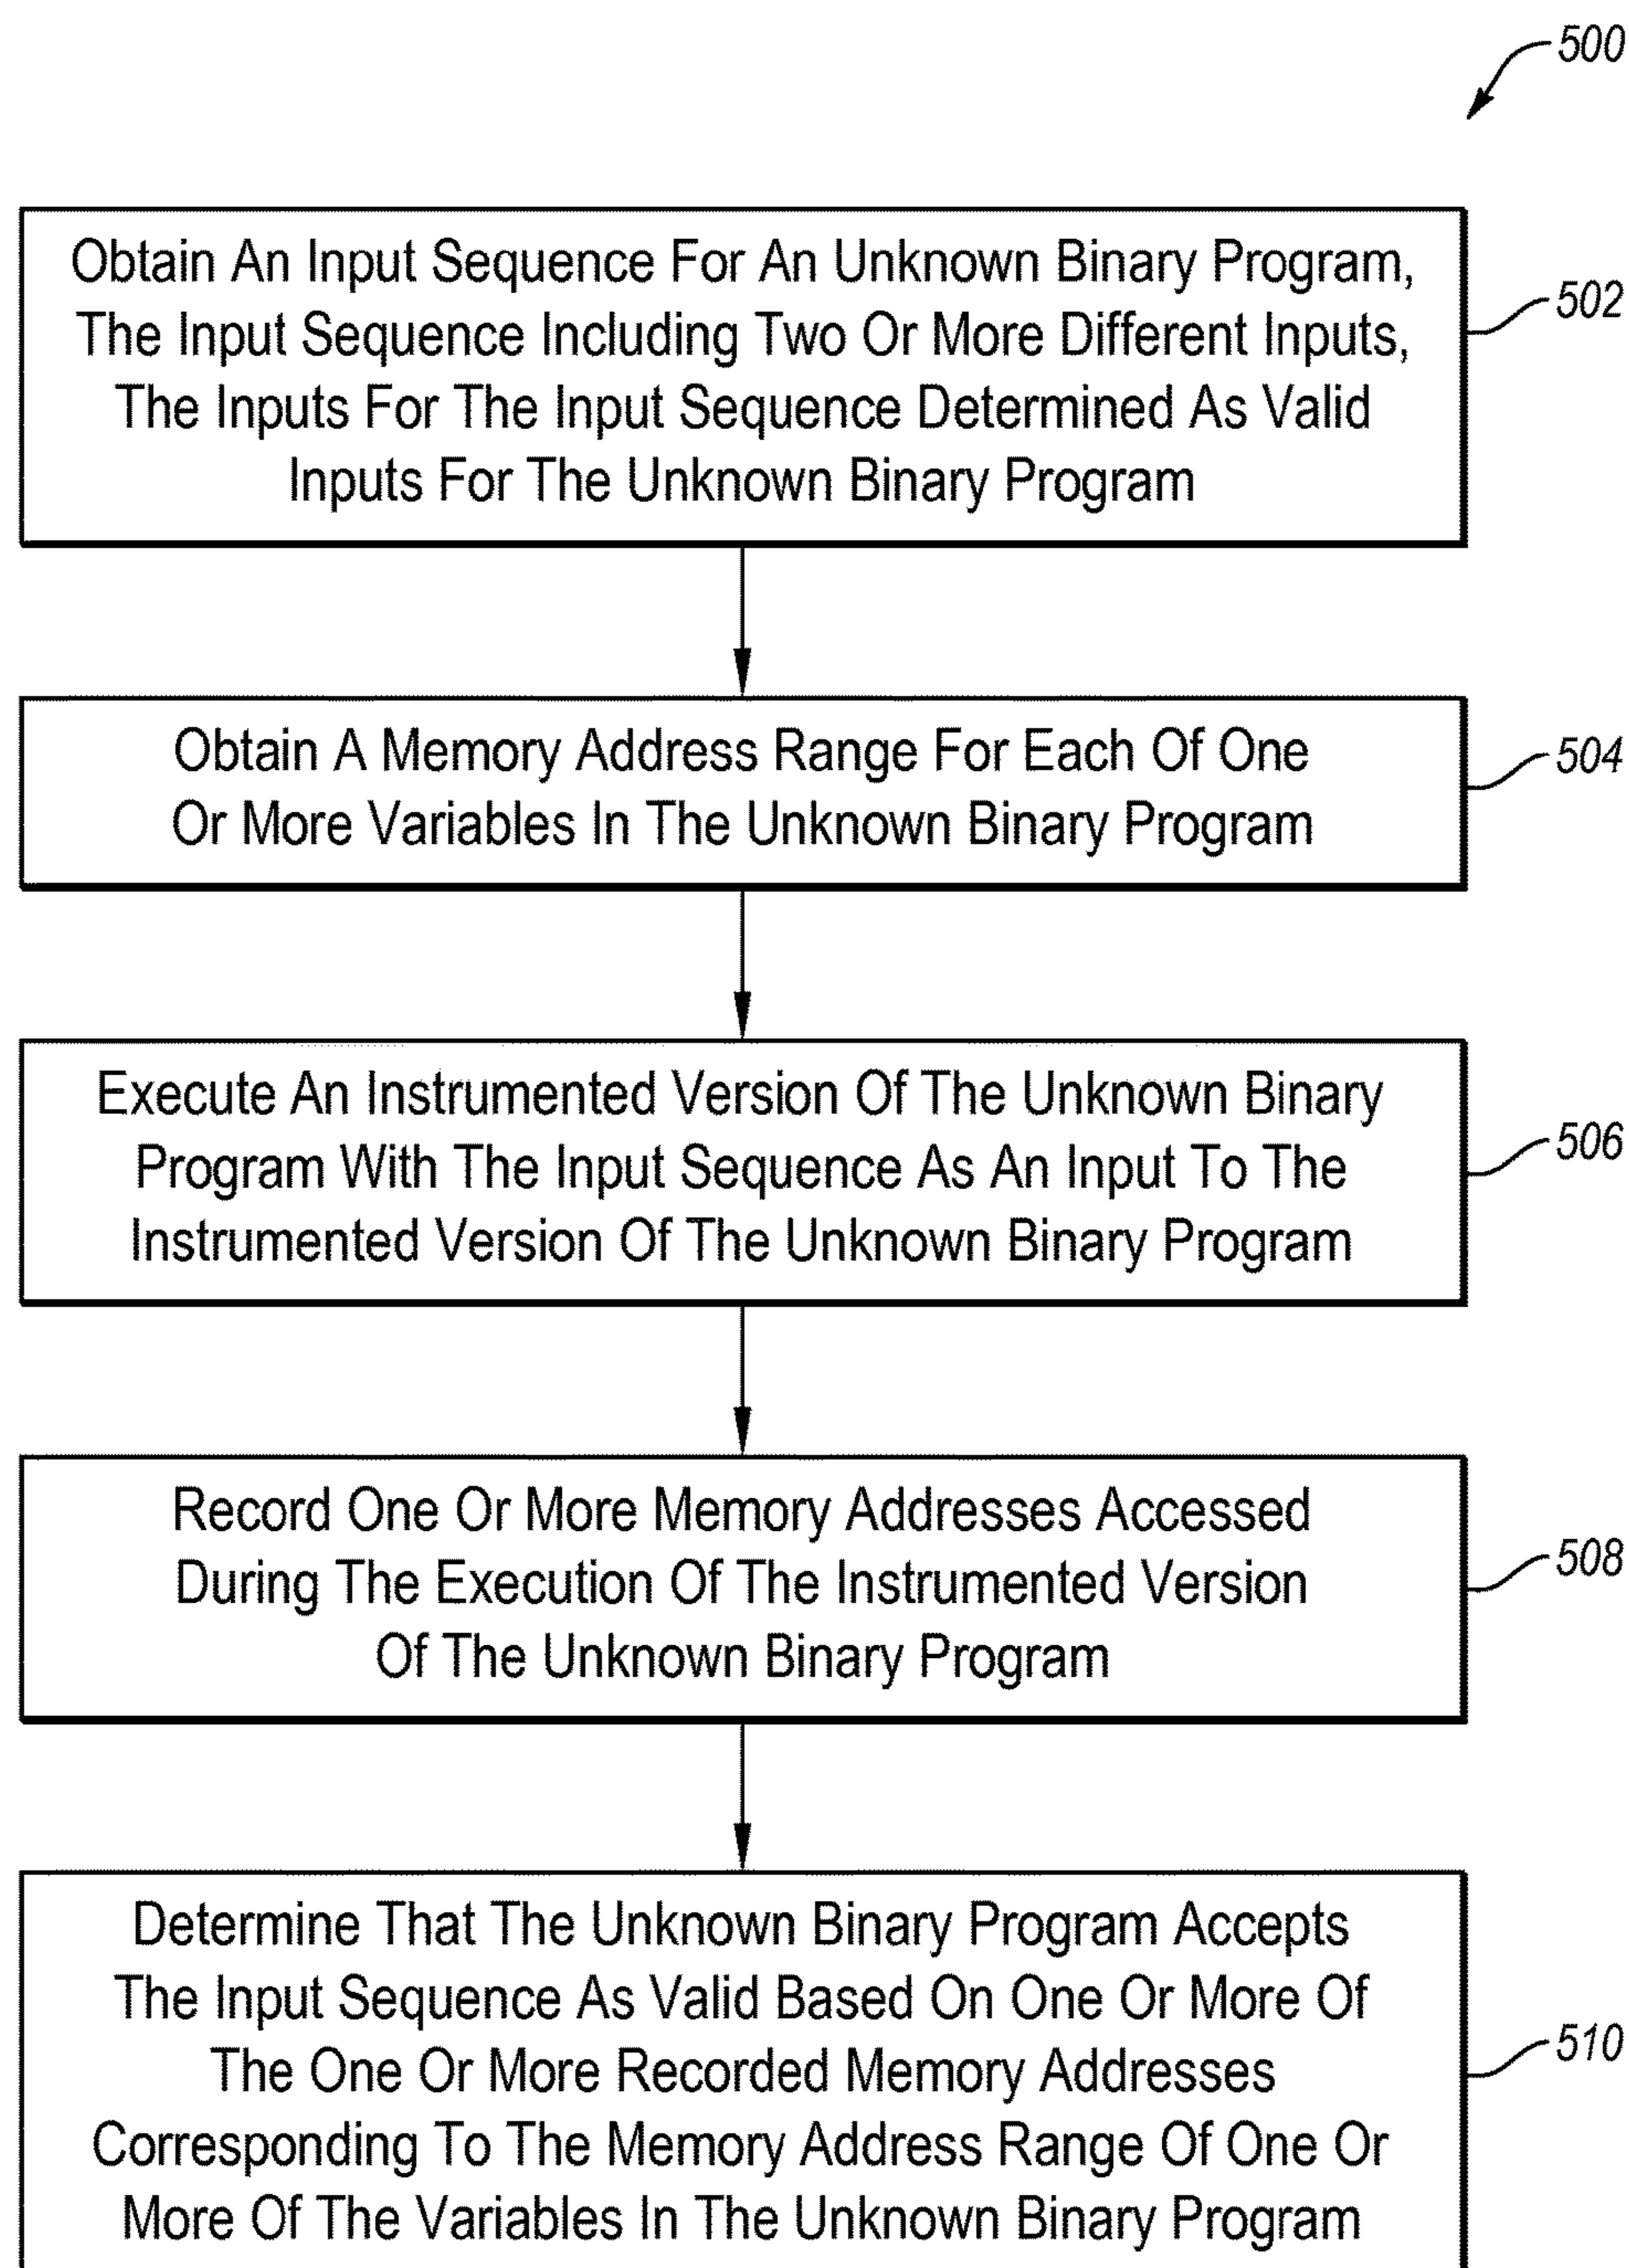 500
Obtain An Input Sequence For An Unknown Binary Program,
The Input Sequence Including Two Or More Different Inputs,
The Inputs For The Input Sequence Determined As Valid
Inputs For The Unknown Binary Program
502
Obtain A Memory Address Range For Each Of One
Or More Variables In The Unknown Binary Program
504
Execute An Instrumented Version Of The Unknown Binary
Program With The Input Sequence As An Input To The
Instrumented Version Of The Unknown Binary Program
506
Record One Or More Memory Addresses Accessed
During The Execution Of The Instrumented Version
Of The Unknown Binary Program
508
Determine That The Unknown Binary Program Accepts
The Input Sequence As Valid Based On One Or More Of
The One Or More Recorded Memory Addresses
Corresponding To The Memory Address Range Of One Or
More Of The Variables In The Unknown Binary Program
510